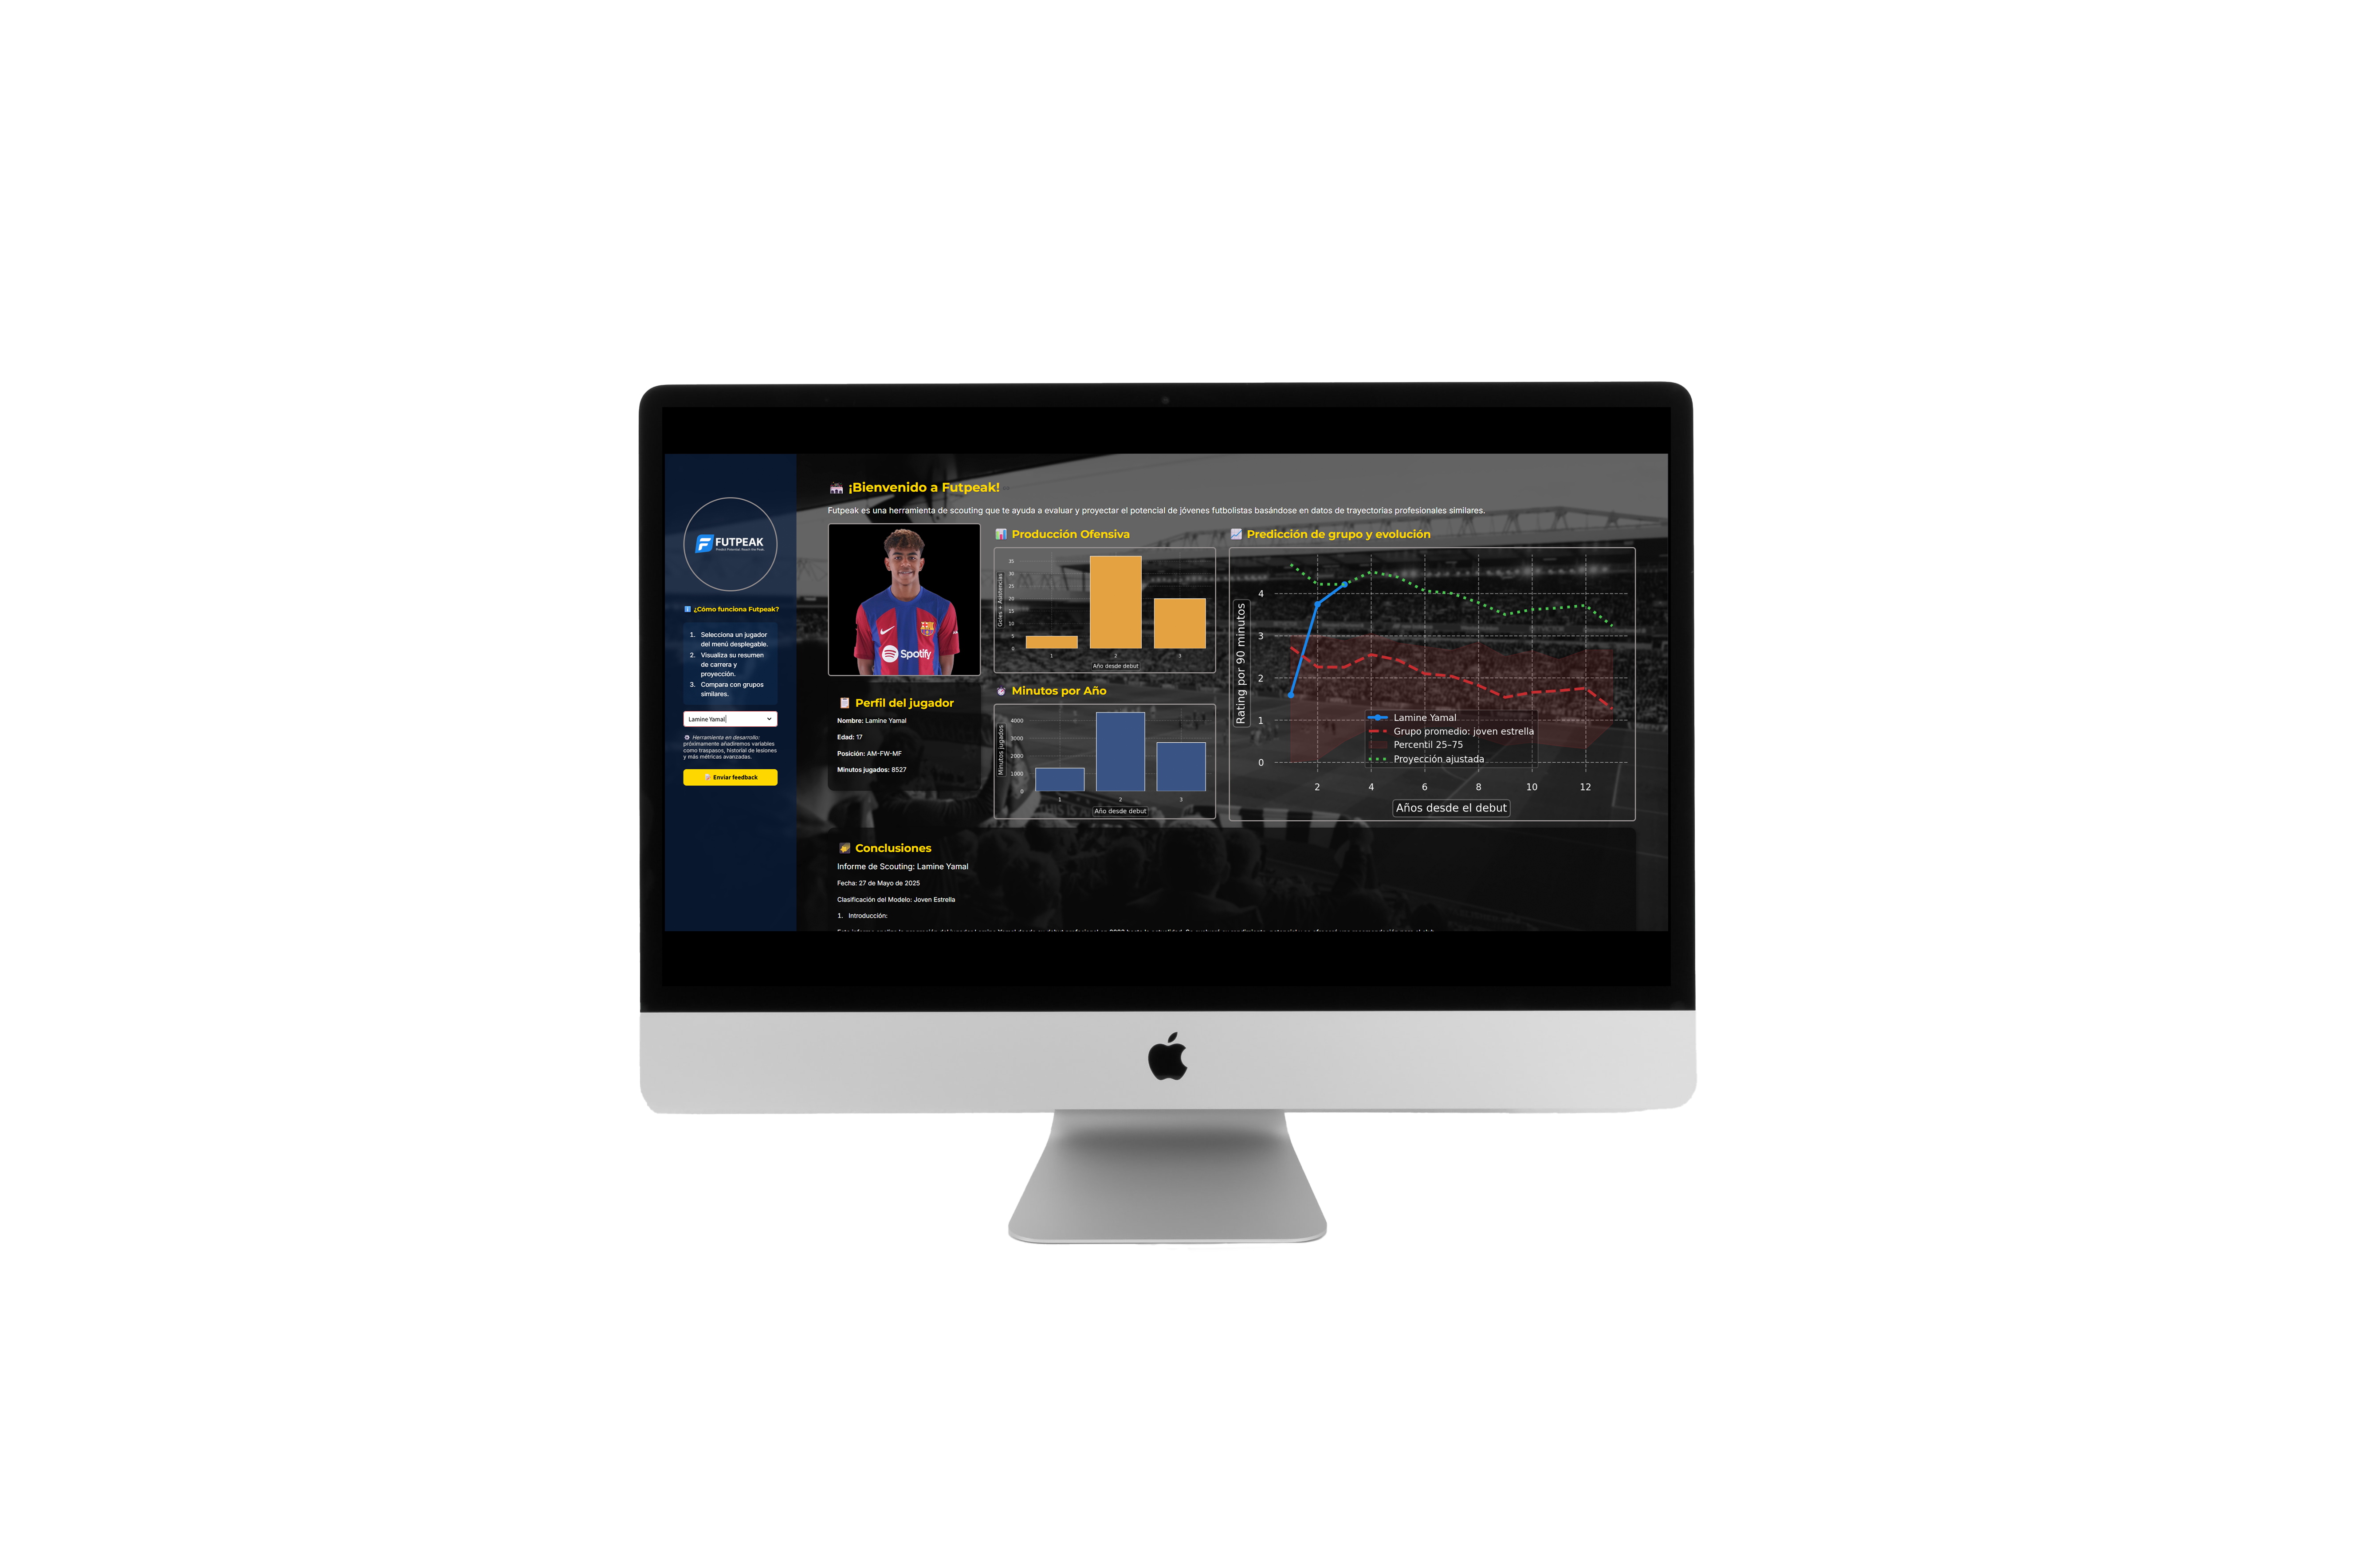 FUTPEAK
Predict Potential. Reach the Peak.
¿Cómo funciona Futpeak?
1. Selecciona un jugador
del menú desplegable.
2. Visualiza su resumen
de carrera y
proyección.
3. Compara con grupos
similares.
Lamine Yamal
Herramienta en desarrollo:
próximamente añadiremos variables
como traspasos, historial de lesiones
y más métricas avanzadas.
Enviar feedback
¡Bienvenido a Futpeak!
Futpeak es una herramienta de scouting que te ayuda a evaluar y proyectar el potencial de jóvenes futbolistas basándose en datos de trayectorias profesionales similares.
Spotify
Perfil del jugador
Nombre: Lamine Yamal
Edad: 17
Posición: AM-FW-MF
Minutos jugados: 8527
Producción Ofensiva
Goles + Asistencias
35
30
25
20
15
10
5
0
1 2 3
Año desde debut
Minutos por Año
Minutos jugados
4000
3000
2000
1000
0
1 2 3
Año desde debut
THIS IS
Predicción de grupo y evolución
Rating por 90 minutos
4
3
2
1
0
Lamine Yamal
Grupo promedio: joven estrella
Percentil 25–75
Proyección ajustada
2 4 6 8 10 12
Años desde el debut
Conclusiones
Informe de Scouting: Lamine Yamal
Fecha: 27 de Mayo de 2025
Clasificación del Modelo: Joven Estrella
1. Introducción: